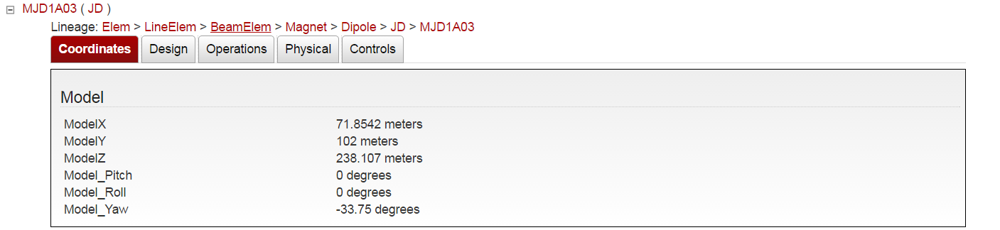 MJD1A03 ( JD )
Lineage: Elem > LineElem > BeamElem > Magnet > Dipole > JD > MJD1A03
Coordinates Design Operations Physical Controls
Model
ModelX 71.8542 meters
ModelY 102 meters
ModelZ 238.107 meters
Model_Pitch 0 degrees
Model_Roll 0 degrees
Model_Yaw -33.75 degrees